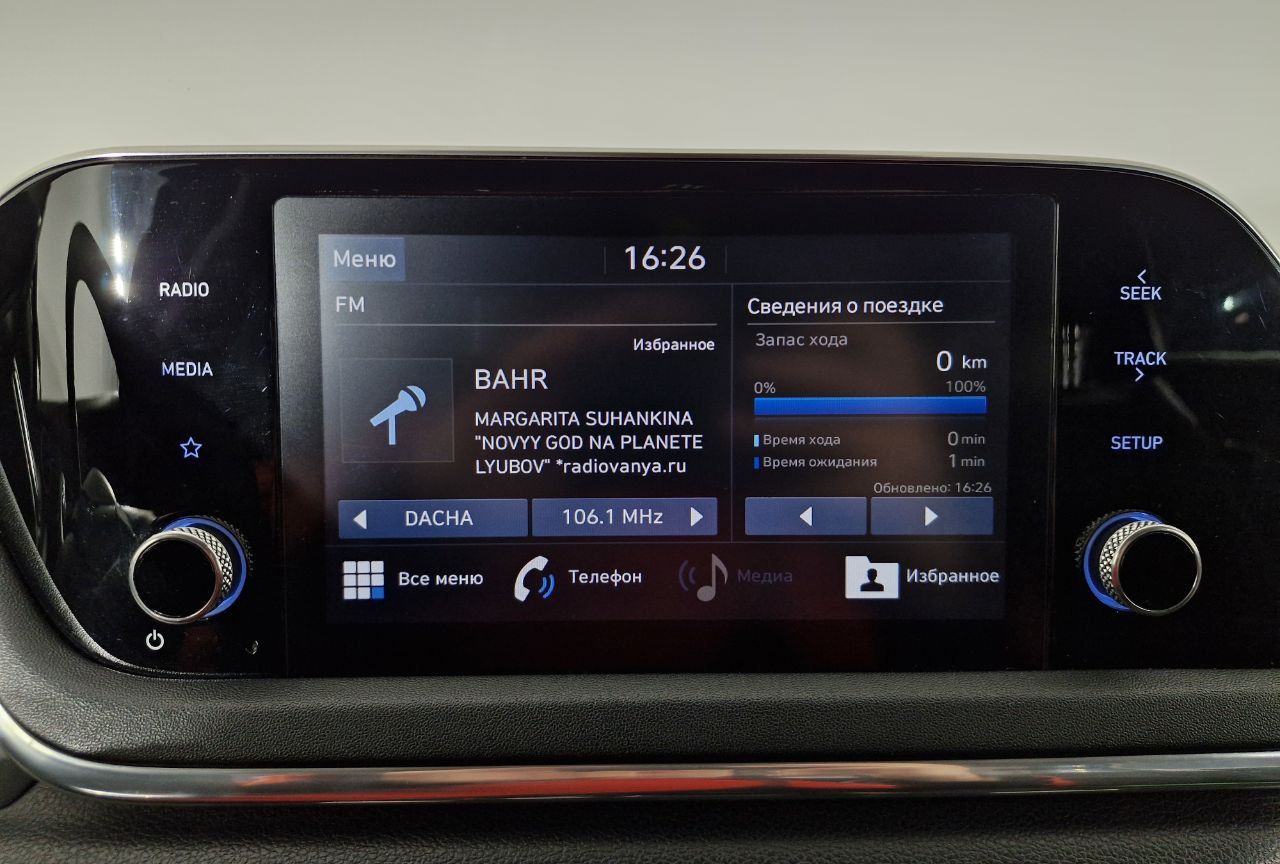 RADIO
MEDIA
Меню
16:26
FM
Избранное
BAHR
MARGARITA SUHANKINA
"NOVYY GOD NA PLANETE
LYUBOV" *radiovanya.ru
DACHA
106.1 MHz
Сведения о поездке
Запас хода
0 km
0% 100%
Время хода 0 min
Время ожидания 1 min
Обновлено: 16:26
Все меню
Телефон
Медиа
Избранное
SEEK
TRACK
SETUP